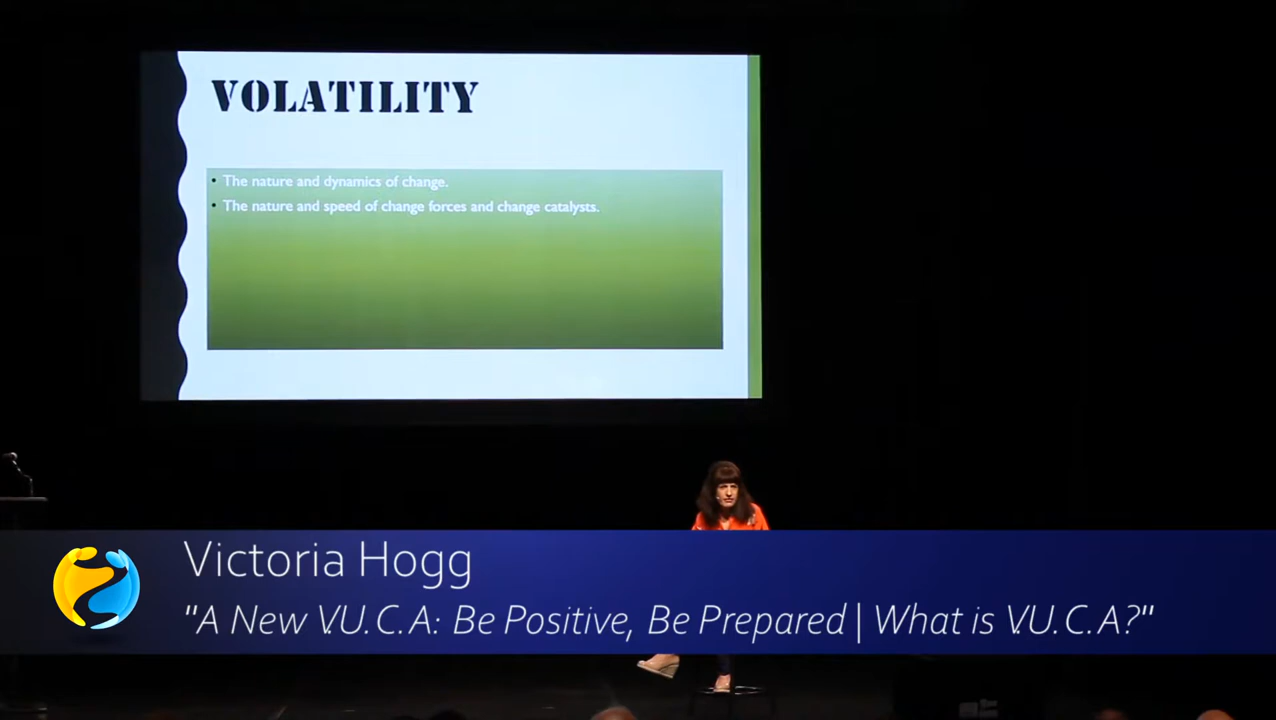 VOLATILITY
• The nature and dynamics of change.
• The nature and speed of change forces and change catalysts.
Victoria Hogg
"A New V.U.C.A: Be Positive, Be Prepared | What is V.U.C.A?"